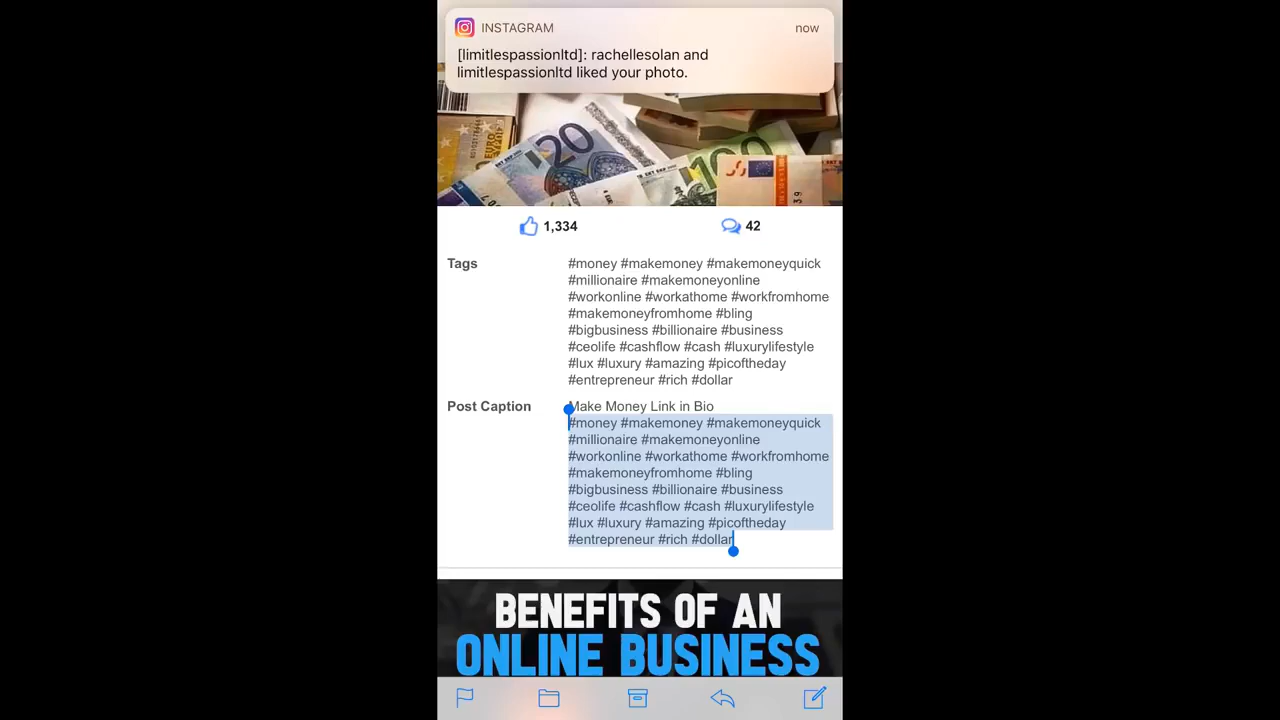 INSTAGRAM
now
[limitlespassionltd]: rachellesolan and
limitlespassionltd liked your photo.
20
100
EURO
1,334
42
Tags
#money #makemoney #makemoneyquick
#millionaire #makemoneyonline
#workonline #workathome #workfromhome
#makemoneyfromhome #bling
#bigbusiness #billionaire #business
#ceolife #cashflow #cash #luxurylifestyle
#lux #luxury #amazing #picoftheday
#entrepreneur #rich #dollar
Post Caption
Make Money Link in Bio
#money #makemoney #makemoneyquick
#millionaire #makemoneyonline
#workonline #workathome #workfromhome
#makemoneyfromhome #bling
#bigbusiness #billionaire #business
#ceolife #cashflow #cash #luxurylifestyle
#lux #luxury #amazing #picoftheday
#entrepreneur #rich #dollar
BENEFITS OF AN
ONLINE BUSINESS